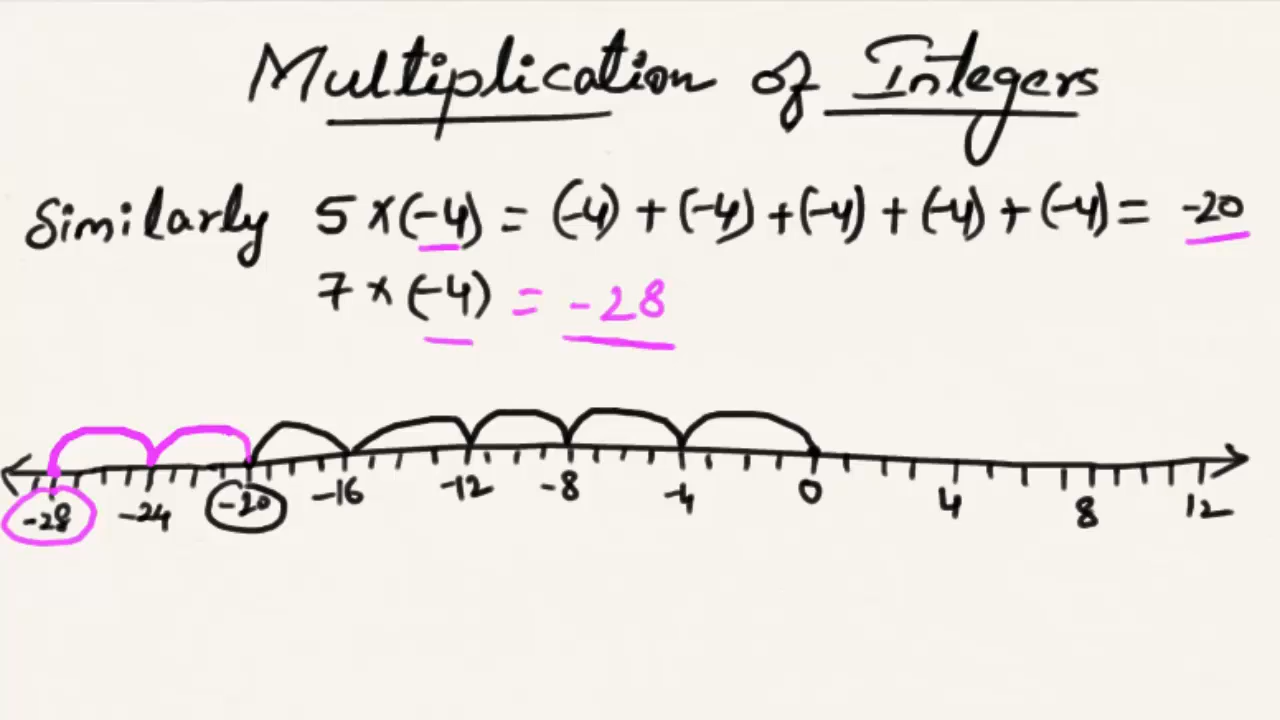 Multiplication of Integers
Similarly 5 × (-4) = (-4) + (-4) + (-4) + (-4) + (-4) = -20
7 × (-4) = -28
-28 -24 -20 -16 -12 -8 -4 0 4 8 12